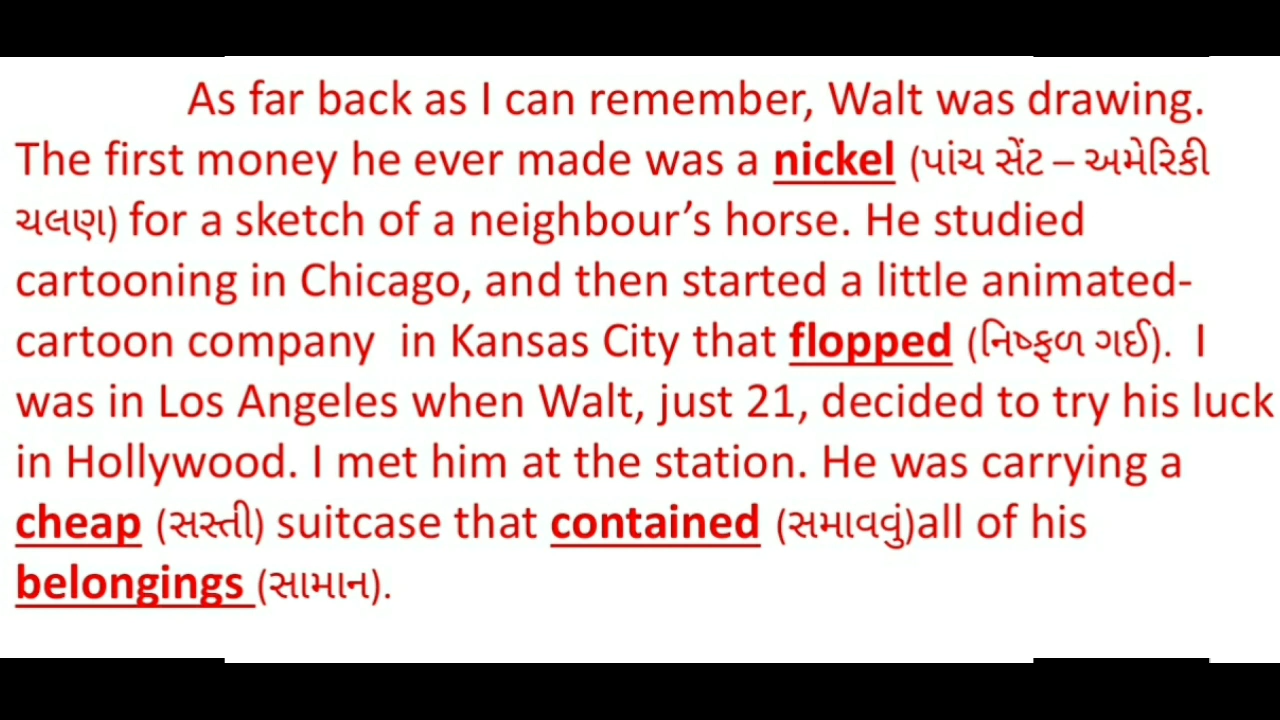 As far back as I can remember, Walt was drawing.
The first money he ever made was a nickel (પાંચ સેંટ – અમેરિકી
ચલણ) for a sketch of a neighbour’s horse. He studied
cartooning in Chicago, and then started a little animated-
cartoon company in Kansas City that flopped (નિષ્ફળ ગઈ). I
was in Los Angeles when Walt, just 21, decided to try his luck
in Hollywood. I met him at the station. He was carrying a
cheap (સસ્તી) suitcase that contained (સમાવવું)all of his
belongings (સામાન).